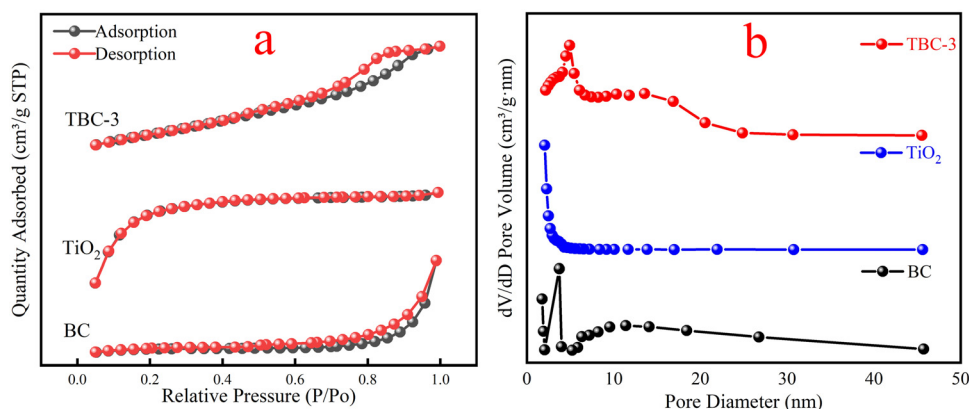 Adsorption
Desorption
a
TBC-3
TiO₂
BC
Quantity Adsorbed (cm³/g STP)
0.0 0.2 0.4 0.6 0.8 1.0
Relative Pressure (P/Po)
b
TBC-3
TiO₂
BC
dV/dD Pore Volume (cm³/g·nm)
0 10 20 30 40 50
Pore Diameter (nm)